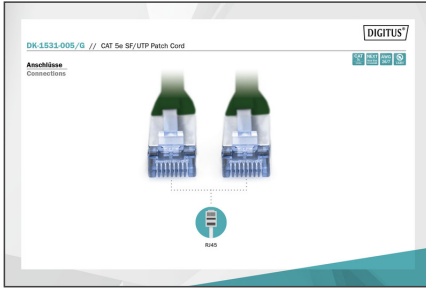 DIGITUS®
DK-1531-005/G // CAT 5e SF/UTP Patch Cord
Anschlüsse
Connections
RJ45